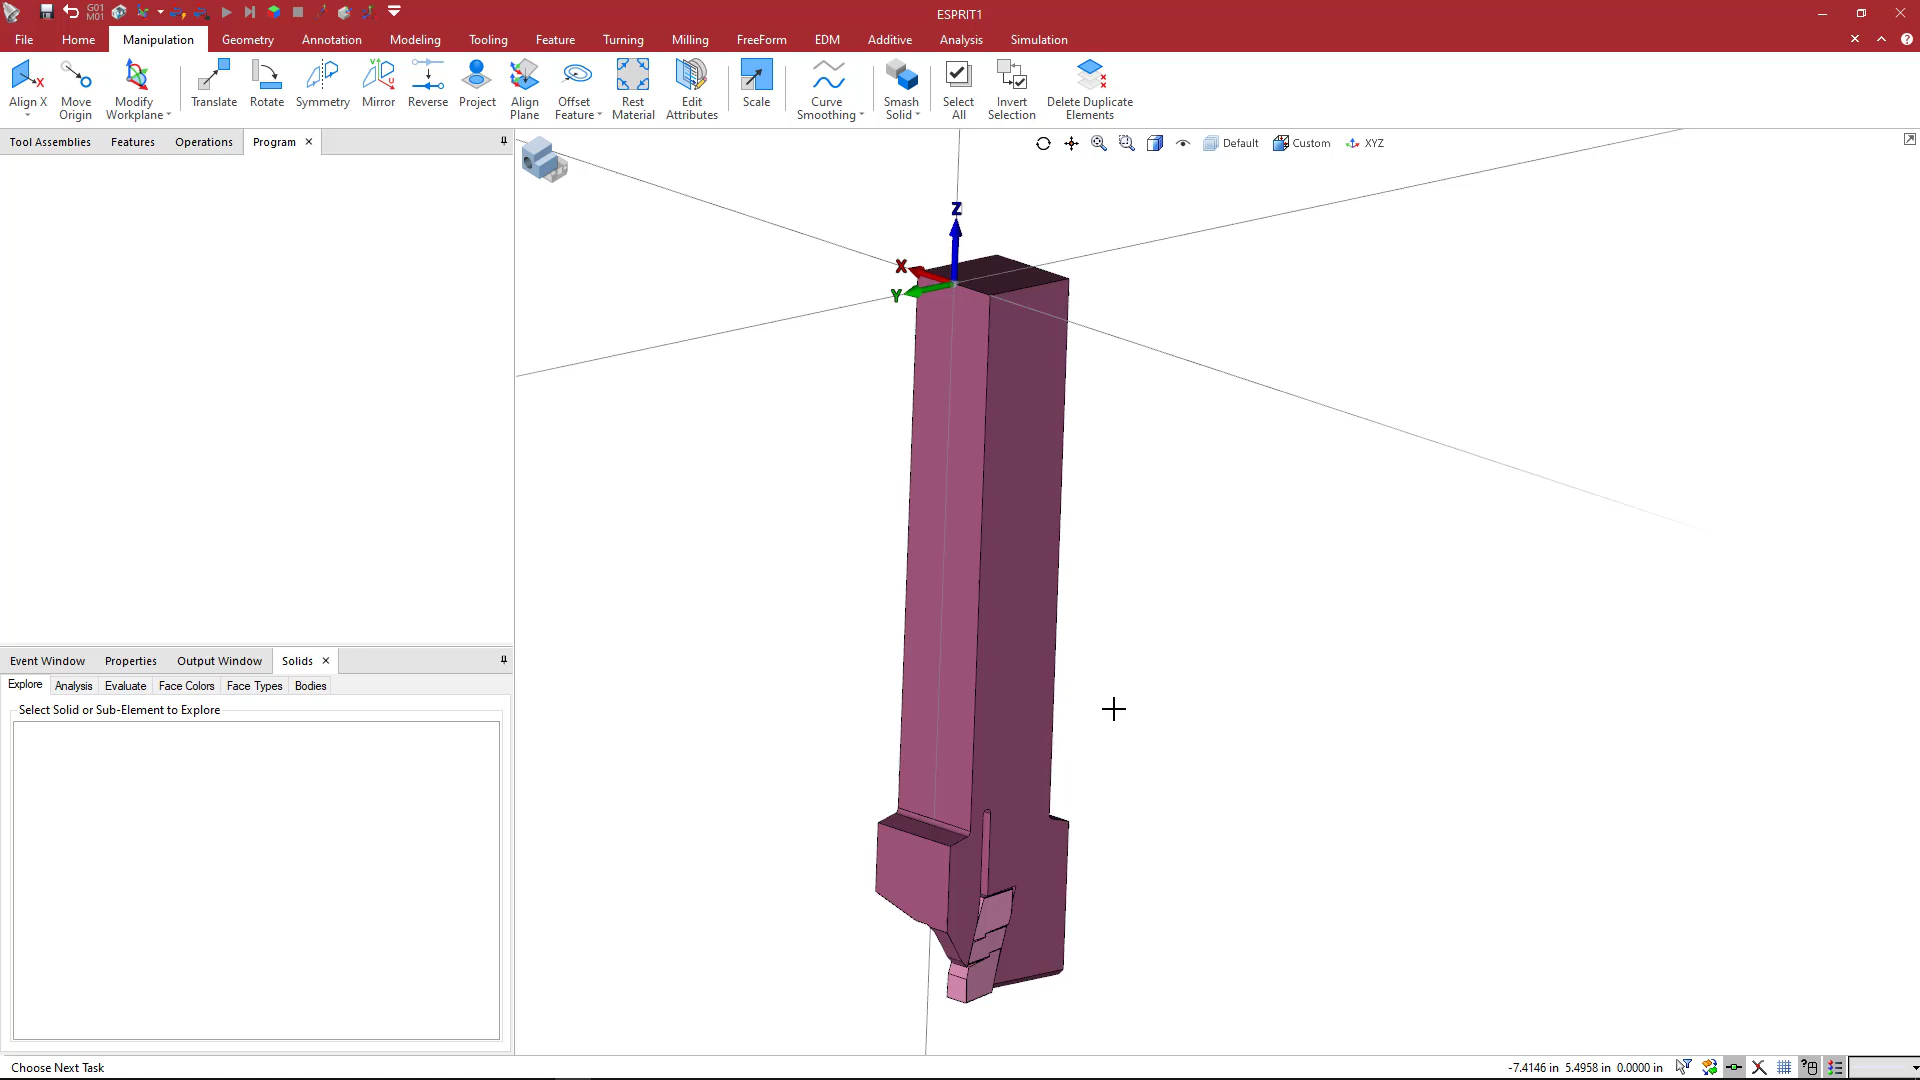 G01
M01
ESPRIT1
File Home Manipulation Geometry Annotation Modeling Tooling Feature Turning Milling FreeForm EDM Additive Analysis Simulation
Align X
Move Origin
Modify Workplane
Translate
Rotate
Symmetry
Mirror
Reverse
Project
Align Plane
Offset Feature
Rest Material
Edit Attributes
Scale
Curve Smoothing
Smash Solid
Select All
Invert Selection
Delete Duplicate Elements
Tool Assemblies Features Operations Program
Default Custom XYZ
Z
X
Y
Event Window Properties Output Window Solids
Explore Analysis Evaluate Face Colors Face Types Bodies
Select Solid or Sub-Element to Explore
Choose Next Task
-7.4146 in 5.4958 in 0.0000 in